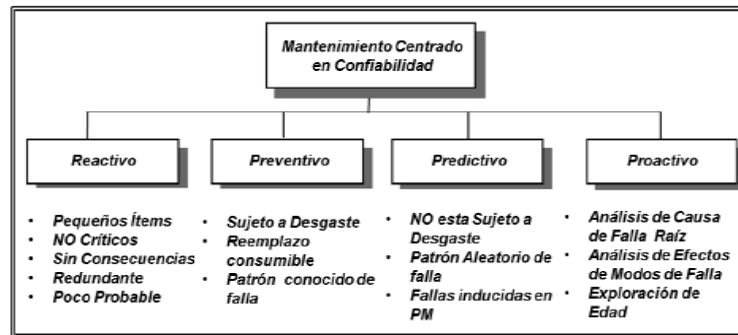 Mantenimiento Centrado
en Confiabilidad
Reactivo
Preventivo
Predictivo
Proactivo
• Pequeños Ítems
• NO Críticos
• Sin Consecuencias
• Redundante
• Poco Probable
• Sujeto a Desgaste
• Reemplazo
consumible
• Patrón conocido de
falla
• NO esta Sujeto a
Desgaste
• Patrón Aleatorio de
falla
• Fallas inducidas en
PM
• Análisis de Causa
de Falla Raíz
• Análisis de Efectos
de Modos de Falla
• Exploración de
Edad